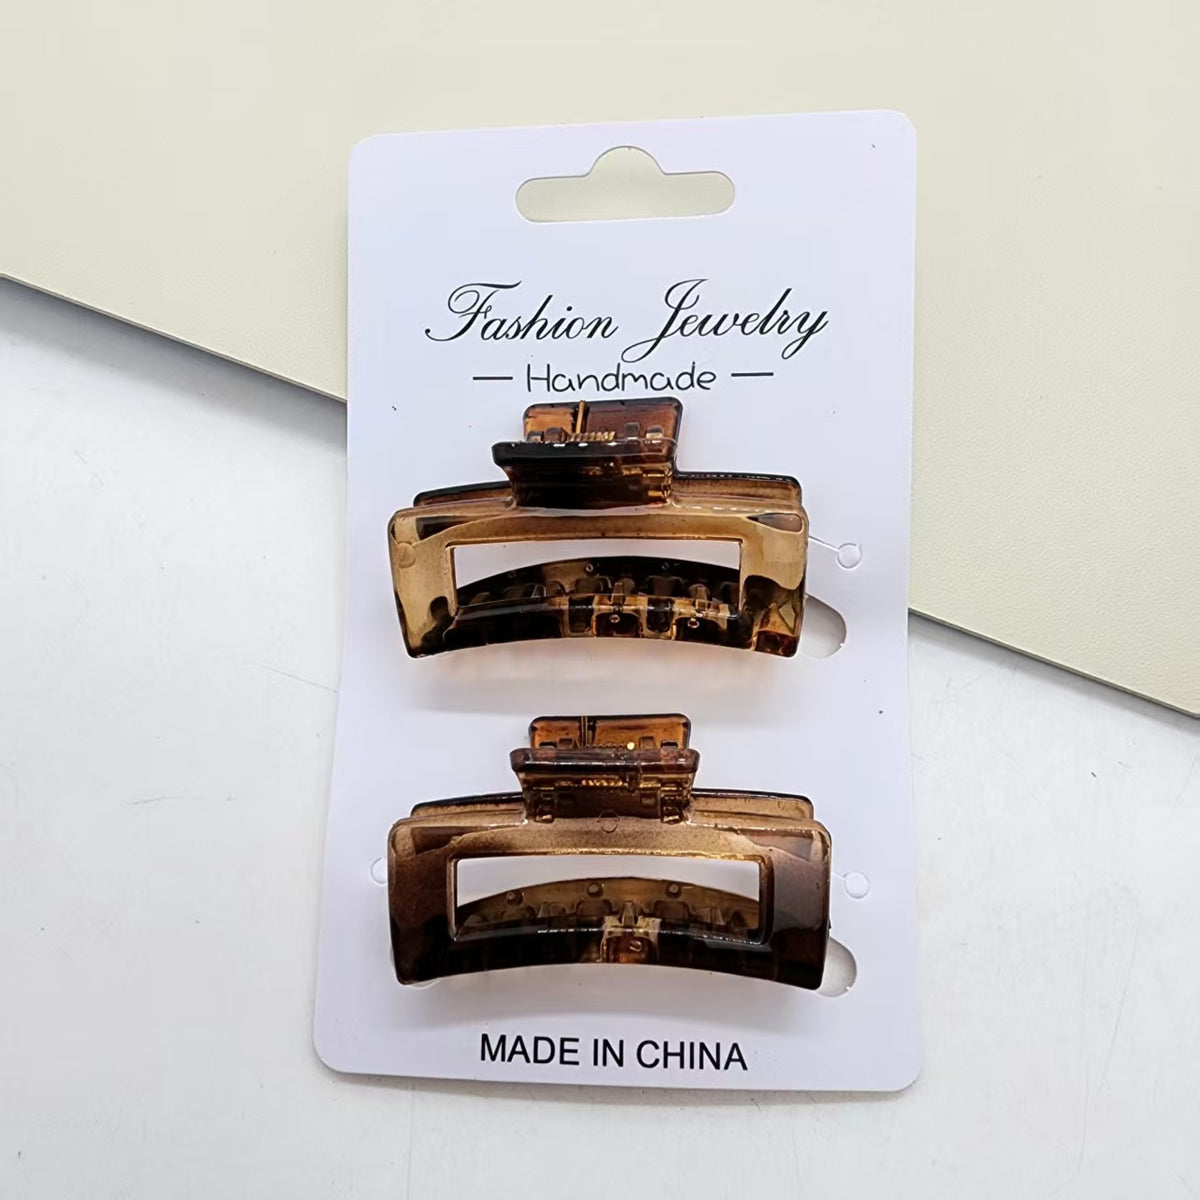 Fashion Jewelry
— Handmade —
MADE IN CHINA